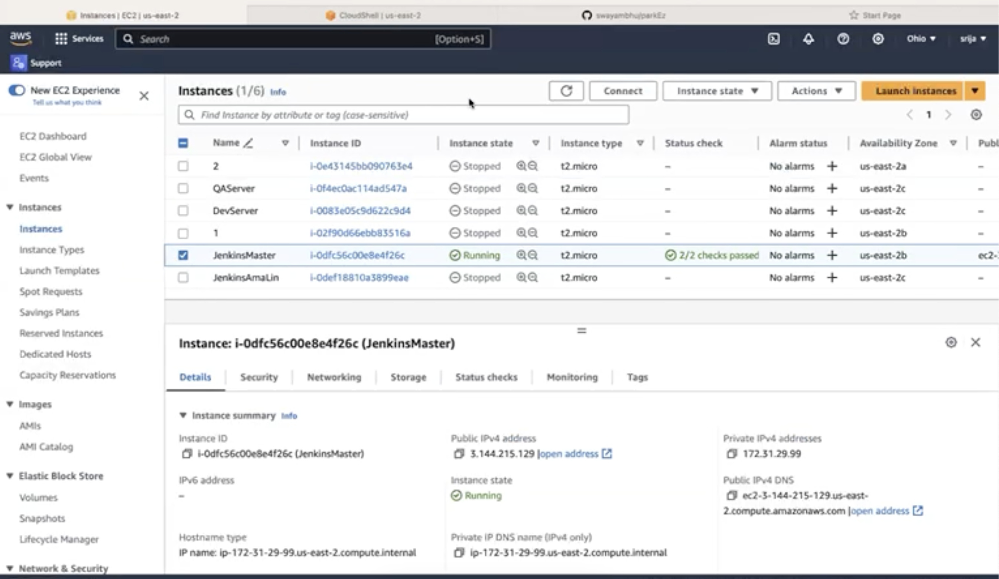 Instances | EC2 | us-east-2
CloudShell | us-east-2
swayambhuj/parkEz
Start Page
aws
Services
Search
[Option+S]
Ohio
srija
Support
New EC2 Experience
Tell us what you think
EC2 Dashboard
EC2 Global View
Events
Instances
Instances
Instance Types
Launch Templates
Spot Requests
Savings Plans
Reserved Instances
Dedicated Hosts
Capacity Reservations
Images
AMIs
AMI Catalog
Elastic Block Store
Volumes
Snapshots
Lifecycle Manager
Network & Security
Instances (1/6) Info
Connect
Instance state
Actions
Launch instances
Find Instance by attribute or tag (case-sensitive)
1
Name Instance ID Instance state Instance type Status check Alarm status Availability Zone Publ
2 i-0e43145bb090763e4 Stopped t2.micro – No alarms + us-east-2a –
QAServer i-0f4ec0ac114ad547a Stopped t2.micro – No alarms + us-east-2c –
DevServer i-0083e05c9d622c9d4 Stopped t2.micro – No alarms + us-east-2c –
1 i-02f90d66ebb83516a Stopped t2.micro – No alarms + us-east-2b –
JenkinsMaster i-0dfc56c00e8e4f26c Running t2.micro 2/2 checks passed No alarms + us-east-2b ec2-
JenkinsAmaLin i-0def18810a3899eae Stopped t2.micro – No alarms + us-east-2c –
Instance: i-0dfc56c00e8e4f26c (JenkinsMaster)
Details
Security
Networking
Storage
Status checks
Monitoring
Tags
Instance summary Info
Instance ID
i-0dfc56c00e8e4f26c (JenkinsMaster)
Public IPv4 address
3.144.215.129 |open address
Private IPv4 addresses
172.31.29.99
IPv6 address
–
Instance state
Running
Public IPv4 DNS
ec2-3-144-215-129.us-east-
2.compute.amazonaws.com |open address
Hostname type
IP name: ip-172-31-29-99.us-east-2.compute.internal
Private IP DNS name (IPv4 only)
ip-172-31-29-99.us-east-2.compute.internal